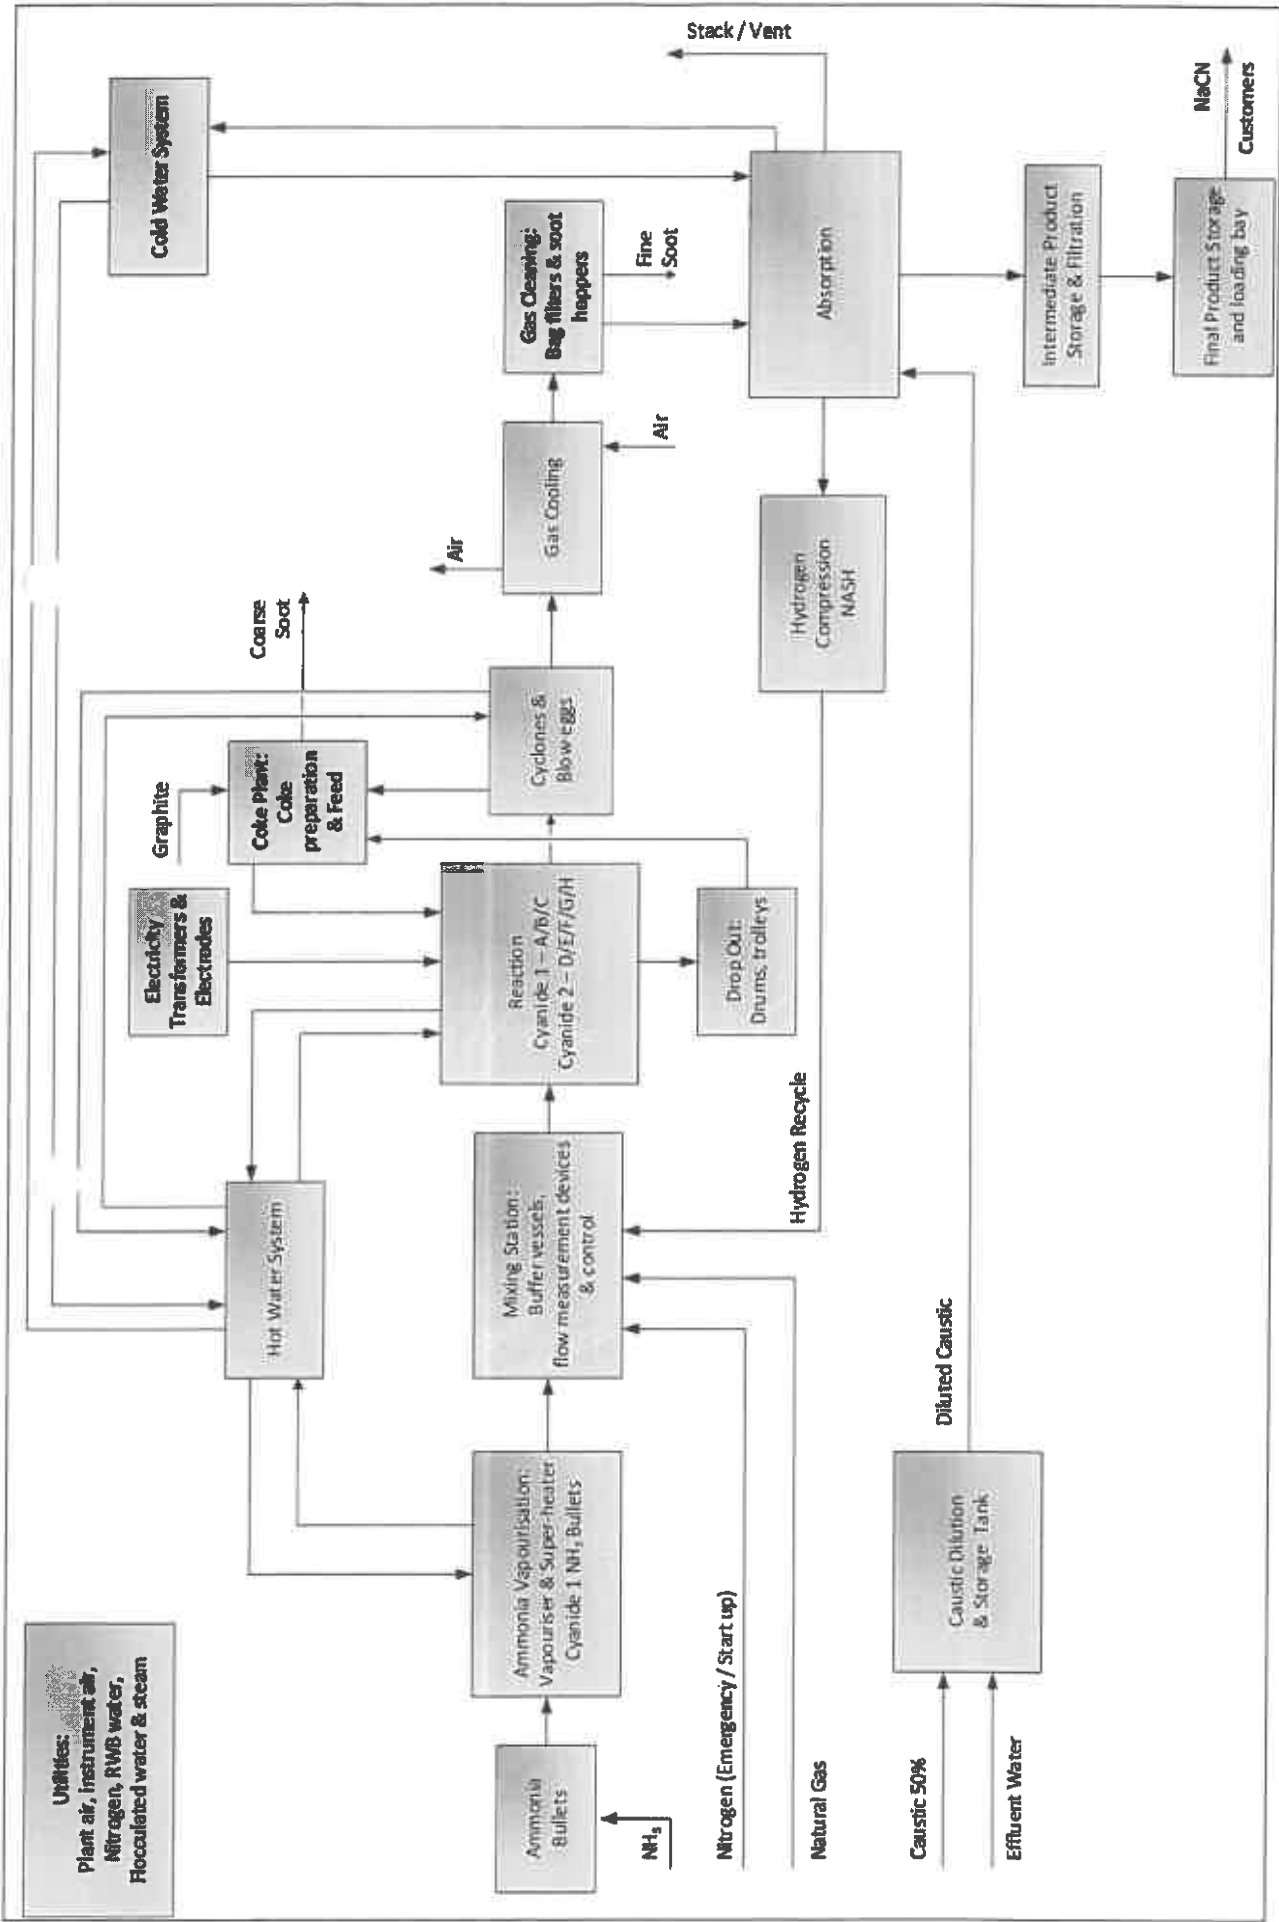 Utilities:
Plant air, instrument air,
Nitrogen, RWB water,
Flocculated water & steam
Hot Water System
Cold Water System
Electricity
Transformers &
Electrodes
Graphite
Coke Plant:
Coke
preparation
& Feed
Coarse
Soot
Ammonia
Bullets
NH₃
Ammonia Vapourisation:
Vapouriser & Super-heater
Cyanide 1 NH, Bullets
Mixing Station:
Buffer vessels,
flow measurement devices
& control
Reaction
Cyanide 1 – A/B/C
Cyanide 2 – D/E/F/G/H
Cyclones &
Blow eggs
Air
Gas Cooling
Air
Gas Cleaning:
Bag filters & soot
hoppers
Fine
Soot
Stack / Vent
Drop Out:
Drums, trolleys
Nitrogen (Emergency / Start up)
Natural Gas
Hydrogen Recycle
Hydrogen
Compression
NASH
Absorption
Caustic 50%
Effluent Water
Caustic Dilution
& Storage Tank
Diluted Caustic
Intermediate Product
Storage & Filtration
Final Product Storage
and loading bay
NaCN
Customers